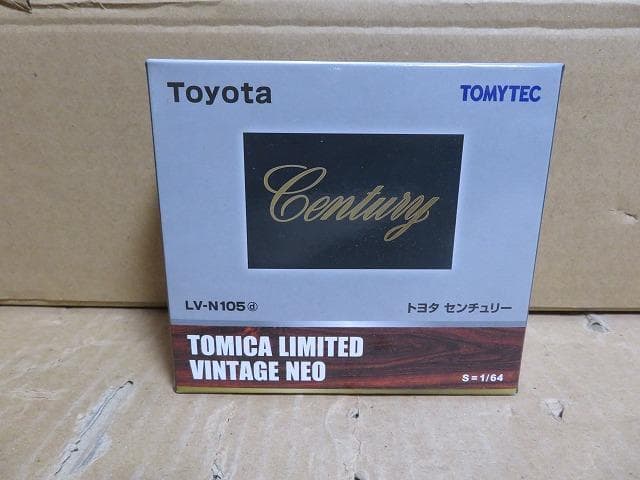 Toyota
TOMYTEC
Century
LV-N105ⓓ
トヨタ センチュリー
TOMICA LIMITED
VINTAGE NEO
S=1/64